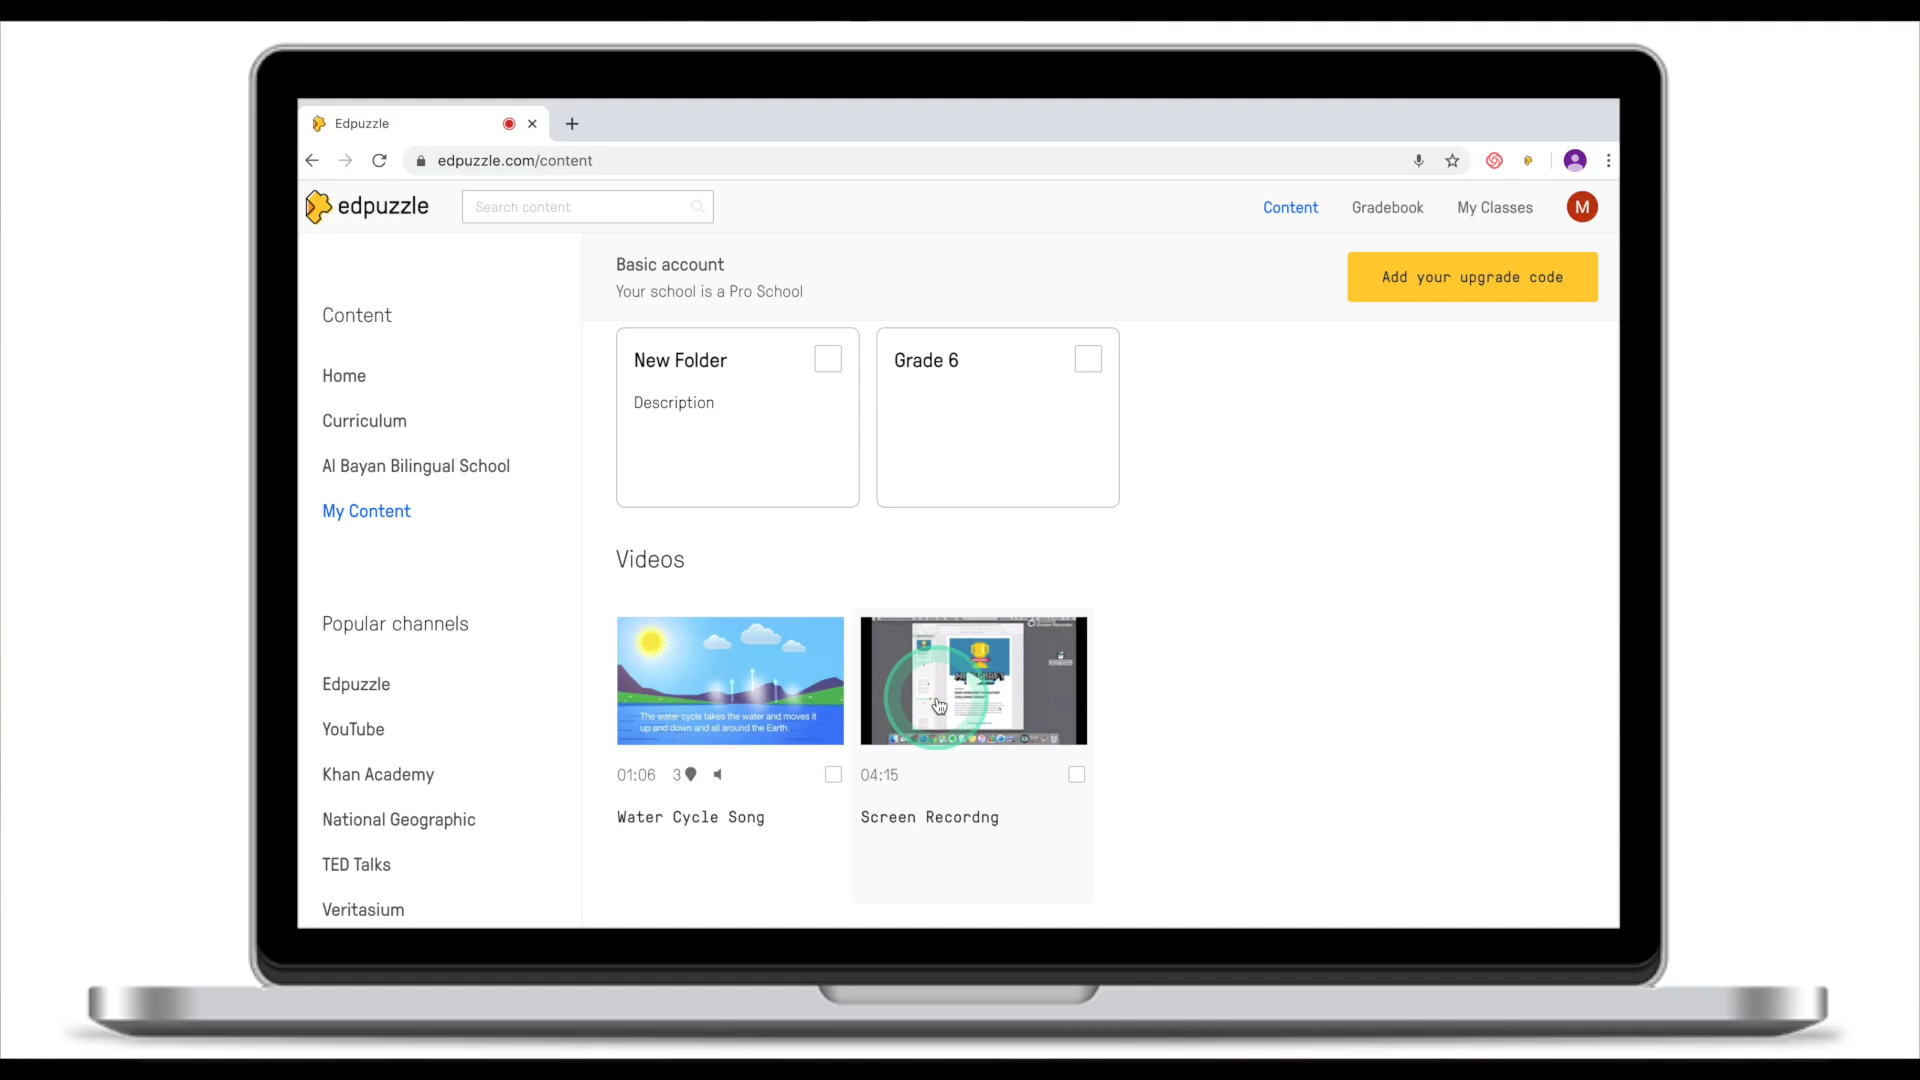 Edpuzzle
edpuzzle.com/content
edpuzzle
Search content
Content
Gradebook
My Classes
M
Basic account
Your school is a Pro School
Add your upgrade code
Content
Home
Curriculum
Al Bayan Bilingual School
My Content
Popular channels
Edpuzzle
YouTube
Khan Academy
National Geographic
TED Talks
Veritasium
New Folder
Description
Grade 6
Videos
The water cycle takes the water and moves it
up and down and all around the Earth.
01:06 3
Water Cycle Song
04:15
Screen Recordng